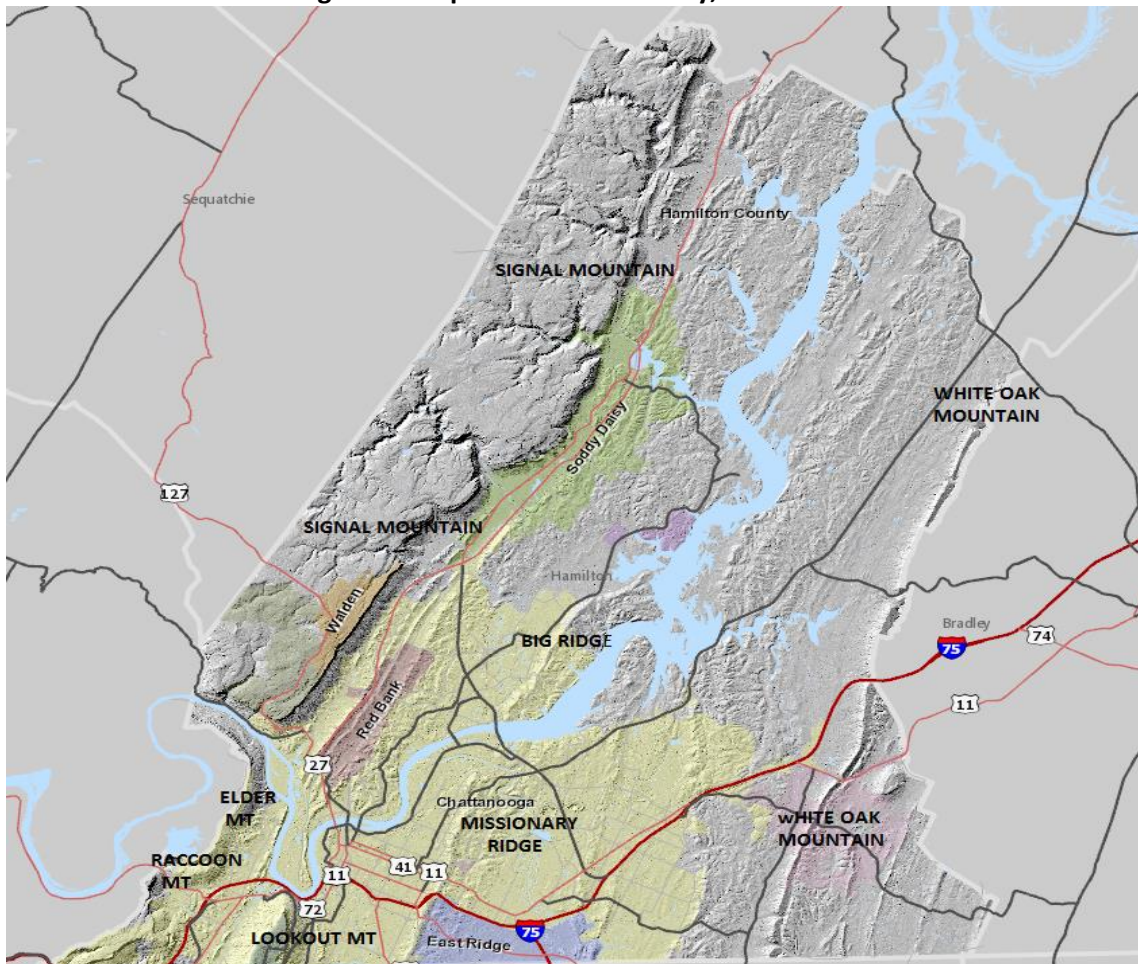 Sequatchie
Hamilton County
SIGNAL MOUNTAIN
WHITE OAK
MOUNTAIN
Soddy Daisy
127
SIGNAL MOUNTAIN
Hamilton
Walden
BIG RIDGE
Bradley
75
74
11
Red Bank
27
ELDER
MT
Chattanooga
MISSIONARY
RIDGE
wHITE OAK
MOUNTAIN
RACCOON
MT
41
11
11
72
75
LOOKOUT MT
East Ridge